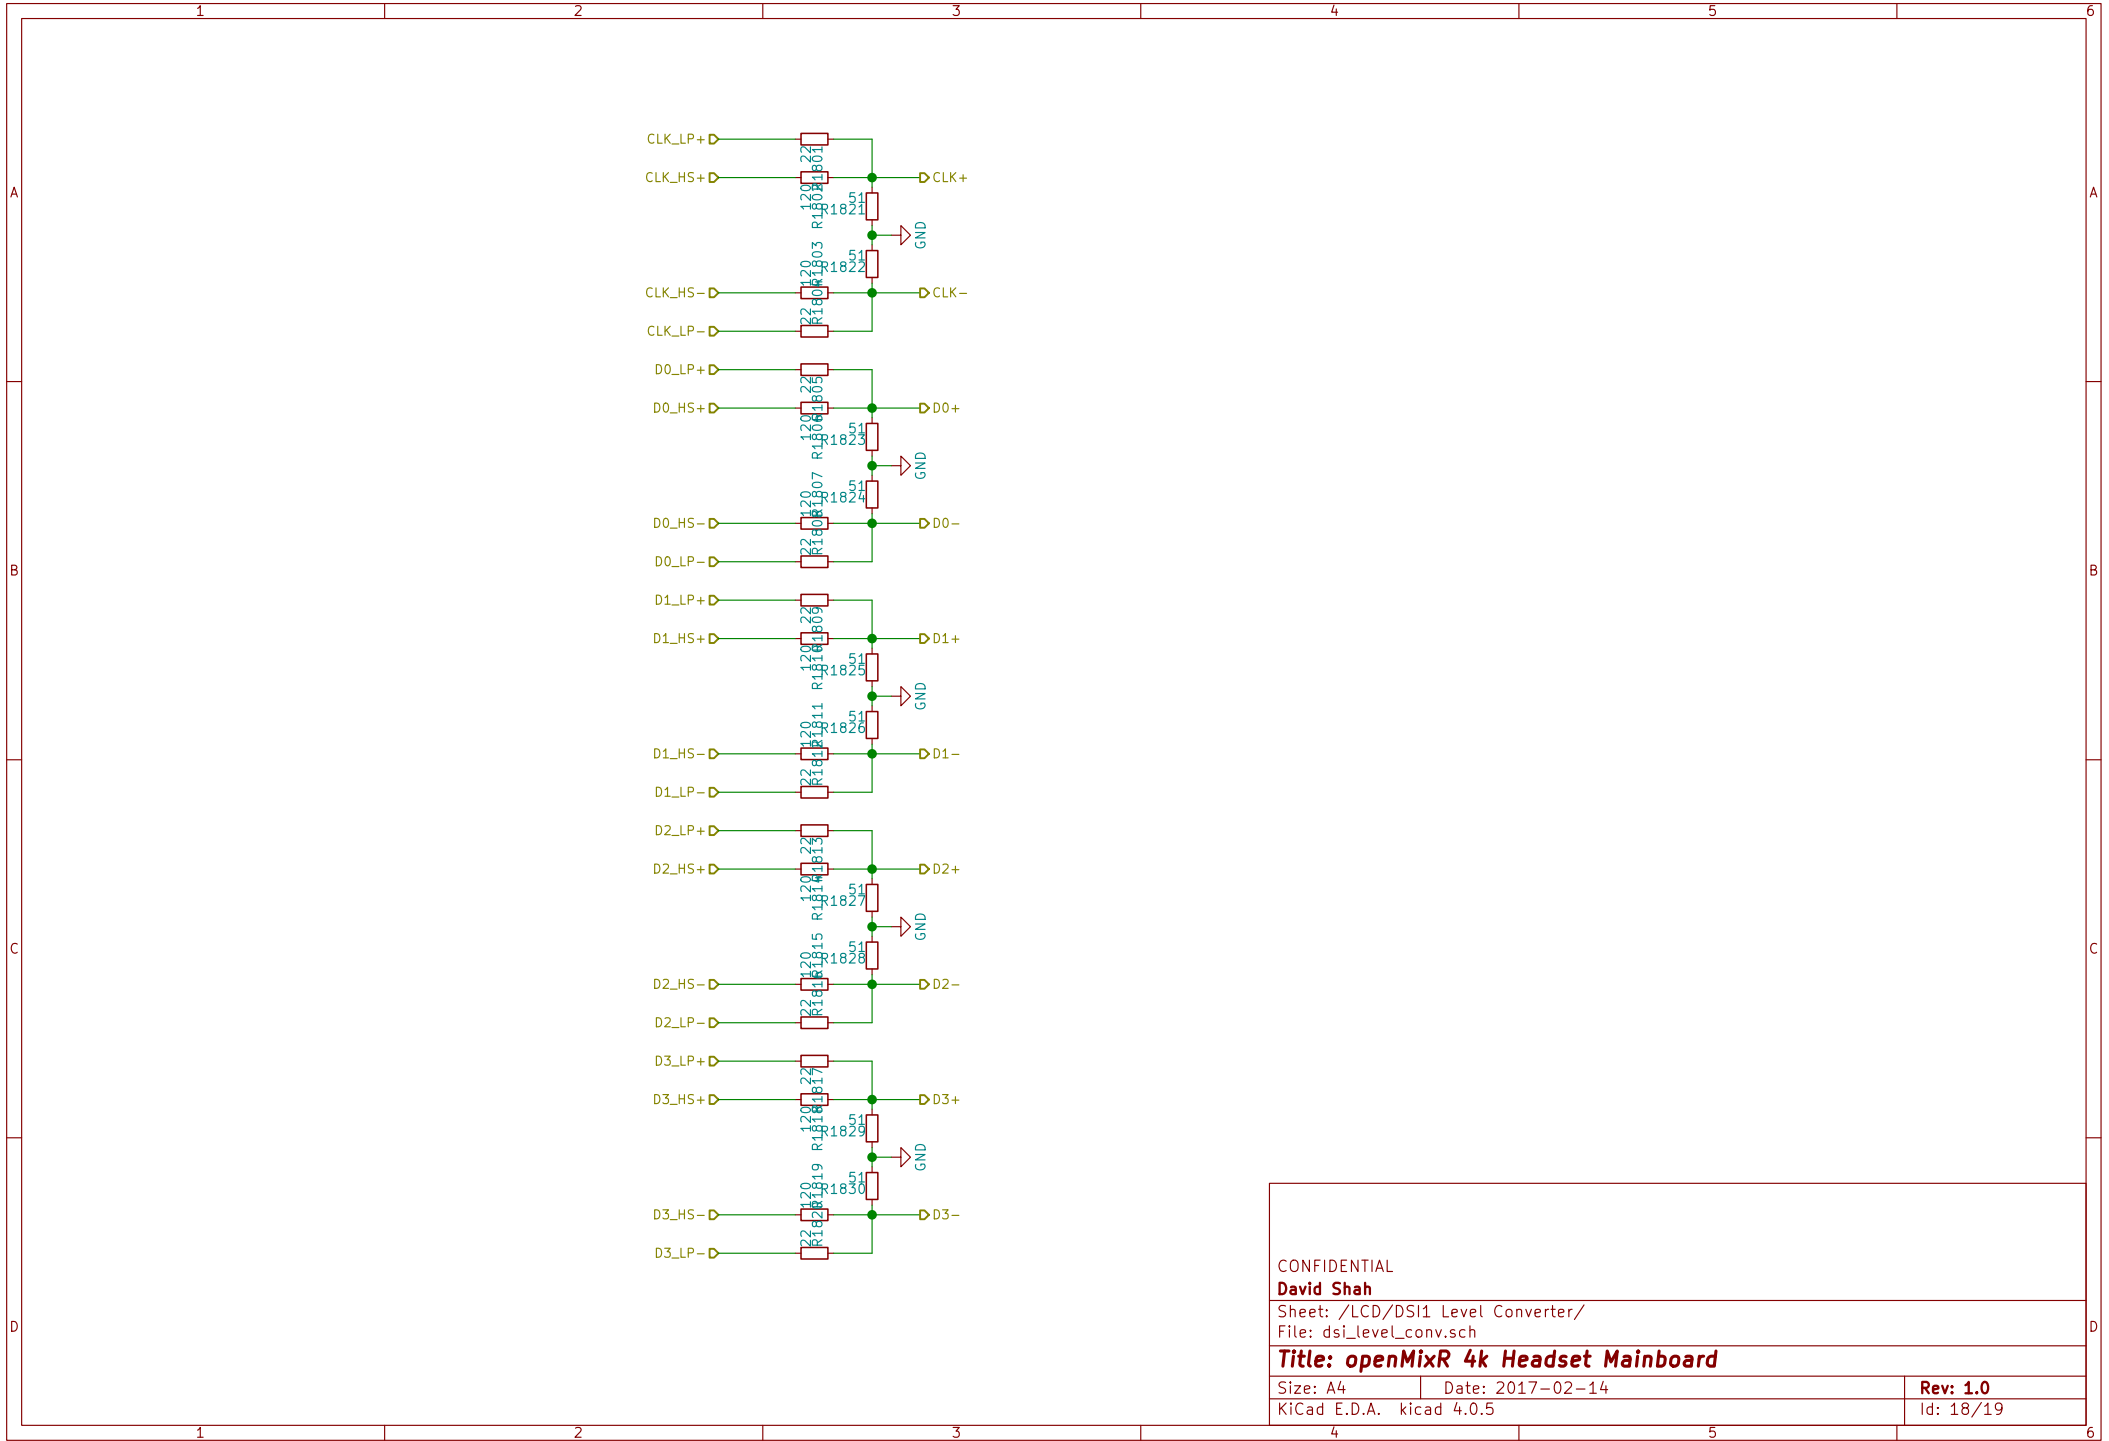 1 2 3 4 5 6
A A
B B
C C
D D
CLK_LP+
22
R1801
CLK_HS+
120
R1802
CLK+
51
R1821
GND
51
R1822
120
R1803
CLK_HS-
CLK-
22
R1804
CLK_LP-
D0_LP+
22
R1805
D0_HS+
120
R1806
D0+
51
R1823
GND
51
R1824
120
R1807
D0_HS-
D0-
22
R1808
D0_LP-
D1_LP+
22
R1809
D1_HS+
120
R1810
D1+
51
R1825
GND
51
R1826
120
R1811
D1_HS-
D1-
22
R1812
D1_LP-
D2_LP+
22
R1813
D2_HS+
120
R1814
D2+
51
R1827
GND
51
R1828
120
R1815
D2_HS-
D2-
22
R1816
D2_LP-
D3_LP+
22
R1817
D3_HS+
120
R1818
D3+
51
R1829
GND
51
R1830
120
R1819
D3_HS-
D3-
22
R1820
D3_LP-
CONFIDENTIAL
David Shah
Sheet: /LCD/DSI1 Level Converter/
File: dsi_level_conv.sch
Title: openMixR 4k Headset Mainboard
Size: A4 Date: 2017-02-14 Rev: 1.0
KiCad E.D.A. kicad 4.0.5 Id: 18/19
1 2 3 4 5 6